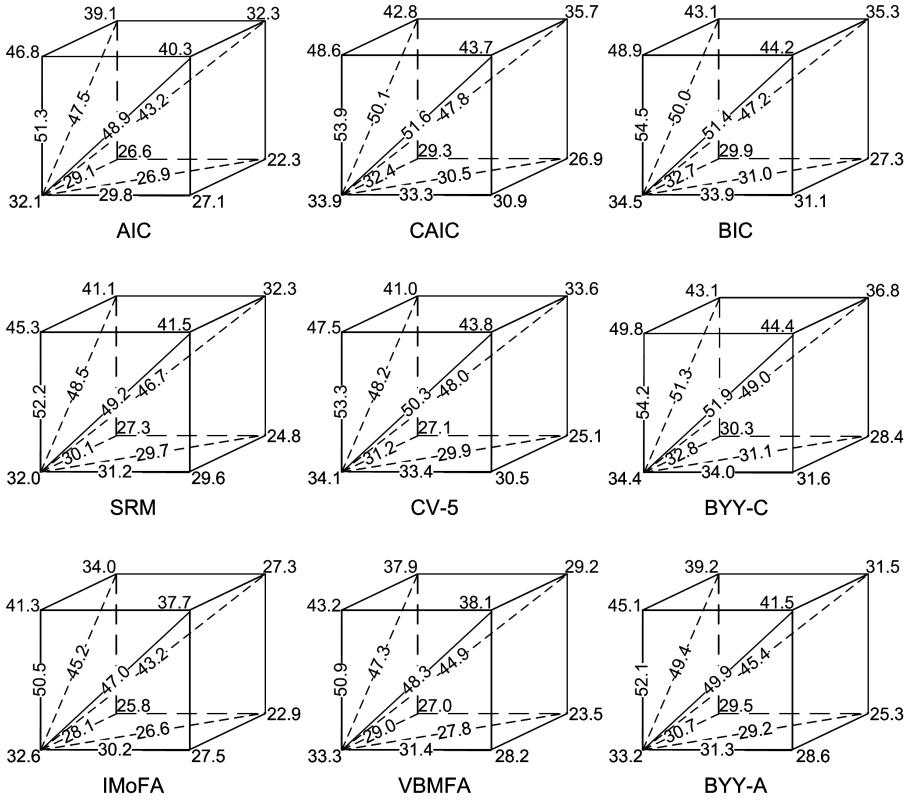 39.1 32.3 42.8 35.7 43.1 35.3
46.8 40.3 48.6 43.7 48.9 44.2
51.3 47.5 48.9 43.2 53.9 50.1 51.6 47.8 54.5 50.0 51.4 47.2
26.6 22.3 29.3 26.9 29.9 27.3
29.1 26.9 32.4 30.5 32.7 31.0
32.1 29.8 27.1 33.9 33.3 30.9 34.5 33.9 31.1
AIC CAIC BIC
41.1 32.3 41.0 33.6 43.1 36.8
45.3 41.5 47.5 43.8 49.8 44.4
52.2 48.5 49.2 46.7 53.3 48.2 50.3 48.0 54.2 51.3 51.9 49.0
27.3 24.8 27.1 25.1 30.3 28.4
30.1 29.7 31.2 29.9 32.8 31.1
32.0 31.2 29.6 34.1 33.4 30.5 34.4 34.0 31.6
SRM CV-5 BYY-C
34.0 27.3 37.9 29.2 39.2 31.5
41.3 37.7 43.2 38.1 45.1 41.5
50.5 45.2 47.0 43.2 50.9 47.3 48.3 44.9 52.1 49.4 49.9 45.4
25.8 22.9 27.0 23.5 29.5 25.3
28.1 26.6 29.0 27.8 30.7 29.2
32.6 30.2 27.5 33.3 31.4 28.2 33.2 31.3 28.6
IMoFA VBMFA BYY-A